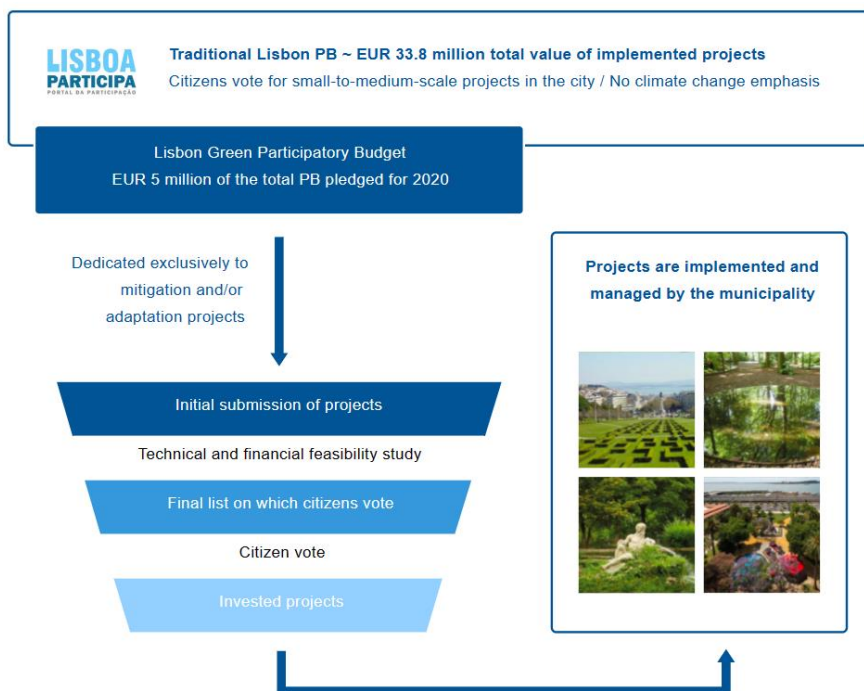 LISBOA
PARTICIPA
PORTAL DA PARTICIPAÇÃO
Traditional Lisbon PB ~ EUR 33.8 million total value of implemented projects
Citizens vote for small-to-medium-scale projects in the city / No climate change emphasis
Lisbon Green Participatory Budget
EUR 5 million of the total PB pledged for 2020
Dedicated exclusively to
mitigation and/or
adaptation projects
Initial submission of projects
Technical and financial feasibility study
Final list on which citizens vote
Citizen vote
Invested projects
Projects are implemented and
managed by the municipality